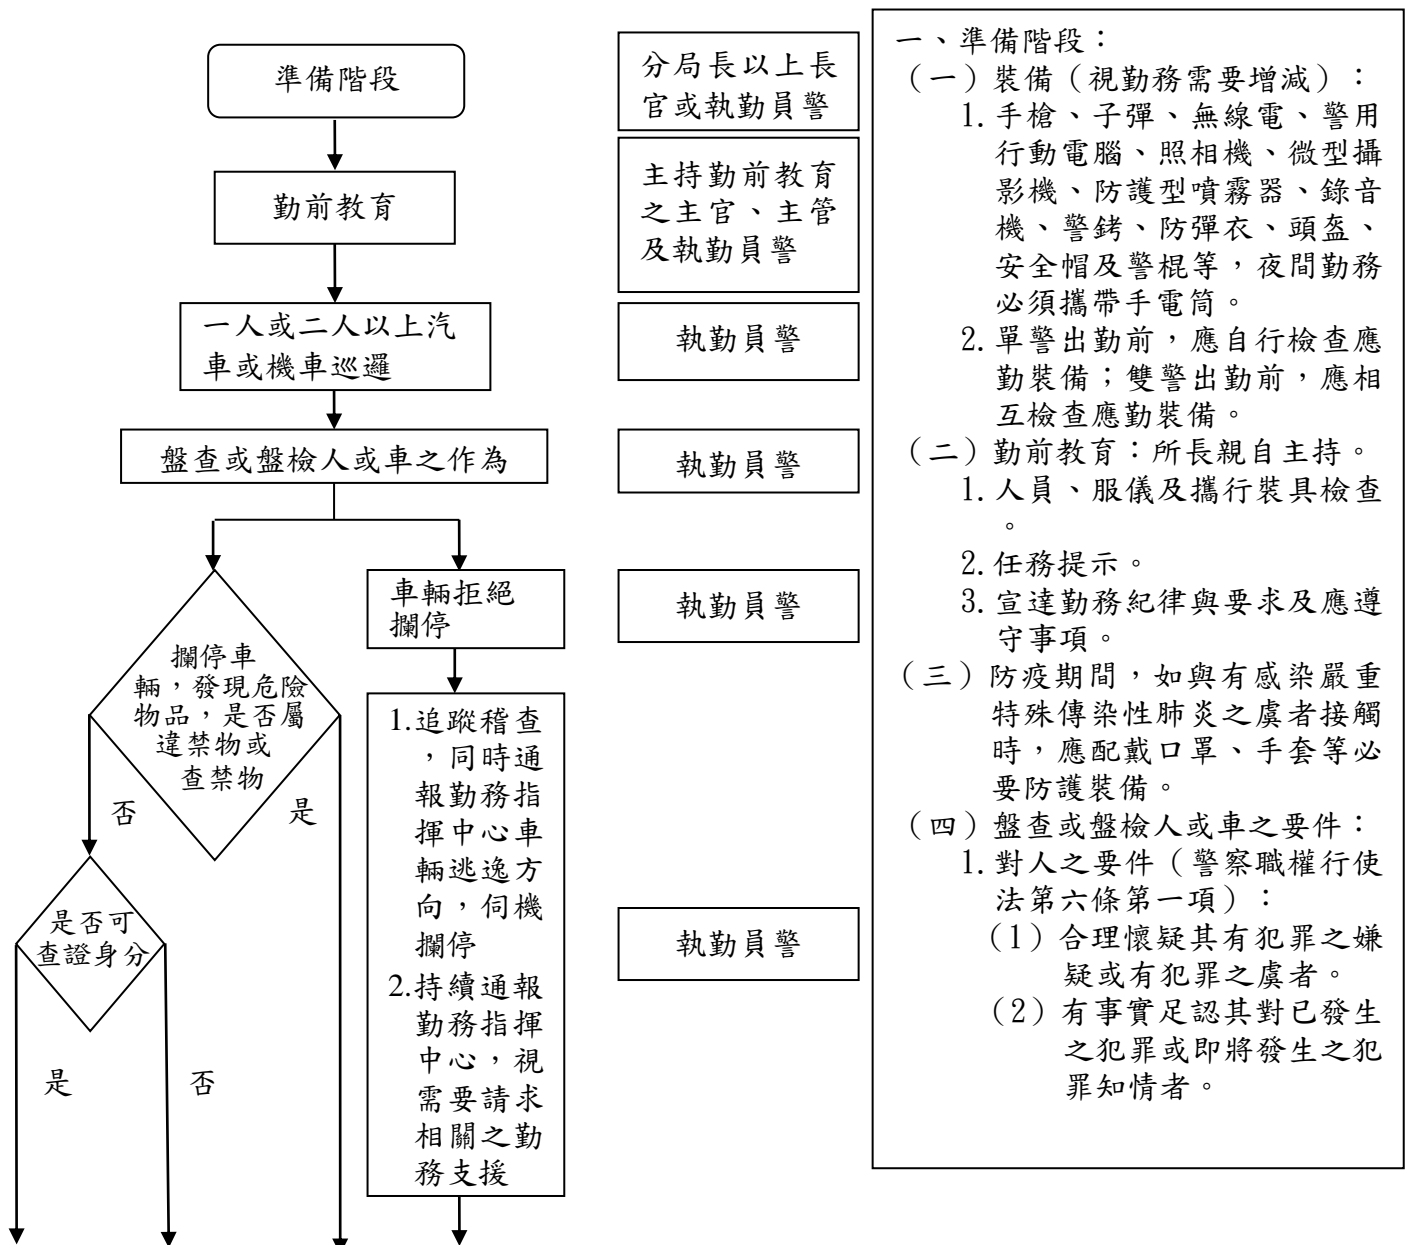 準備階段
勤前教育
一人或二人以上汽
車或機車巡邏
盤查或盤檢人或車之作為
攔停車
輛，發現危險
物品，是否屬
違禁物或
查禁物
否
是
是否可
查證身分
是
否
車輛拒絕
攔停
1.追蹤稽查
，同時通
報勤務指
揮中心車
輛逃逸方
向，伺機
攔停
2.持續通報
勤務指揮
中心，視
需要請求
相關之勤
務支援
分局長以上長
官或執勤員警
主持勤前教育
之主官、主管
及執勤員警
執勤員警
執勤員警
執勤員警
執勤員警
一、準備階段：
（一）裝備（視勤務需要增減）：
1.手槍、子彈、無線電、警用
行動電腦、照相機、微型攝
影機、防護型噴霧器、錄音
機、警銬、防彈衣、頭盔、
安全帽及警棍等，夜間勤務
必須攜帶手電筒。
2.單警出勤前，應自行檢查應
勤裝備；雙警出勤前，應相
互檢查應勤裝備。
（二）勤前教育：所長親自主持。
1.人員、服儀及攜行裝具檢查
。
2.任務提示。
3.宣達勤務紀律與要求及應遵
守事項。
（三）防疫期間，如與有感染嚴重
特殊傳染性肺炎之虞者接觸
時，應配戴口罩、手套等必
要防護裝備。
（四）盤查或盤檢人或車之要件：
1.對人之要件（警察職權行使
法第六條第一項）：
（1）合理懷疑其有犯罪之嫌
疑或有犯罪之虞者。
（2）有事實足認其對已發生
之犯罪或即將發生之犯
罪知情者。